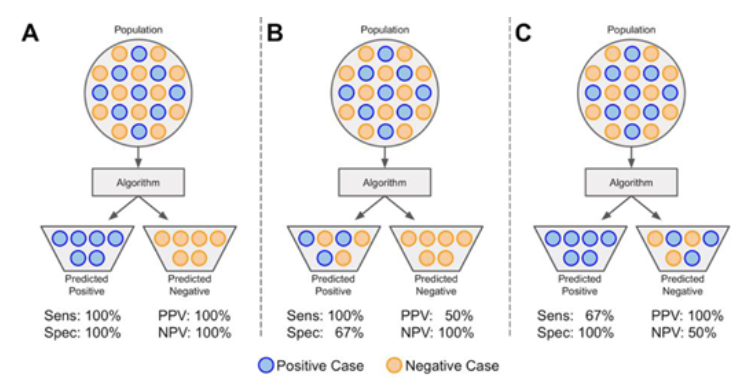 A
Population
Algorithm
Predicted
Positive
Predicted
Negative
Sens: 100%
PPV: 100%
Spec: 100%
NPV: 100%
B
Population
Algorithm
Predicted
Positive
Predicted
Negative
Sens: 100%
PPV: 50%
Spec: 67%
NPV: 100%
C
Population
Algorithm
Predicted
Positive
Predicted
Negative
Sens: 67%
PPV: 100%
Spec: 100%
NPV: 50%
Positive Case
Negative Case